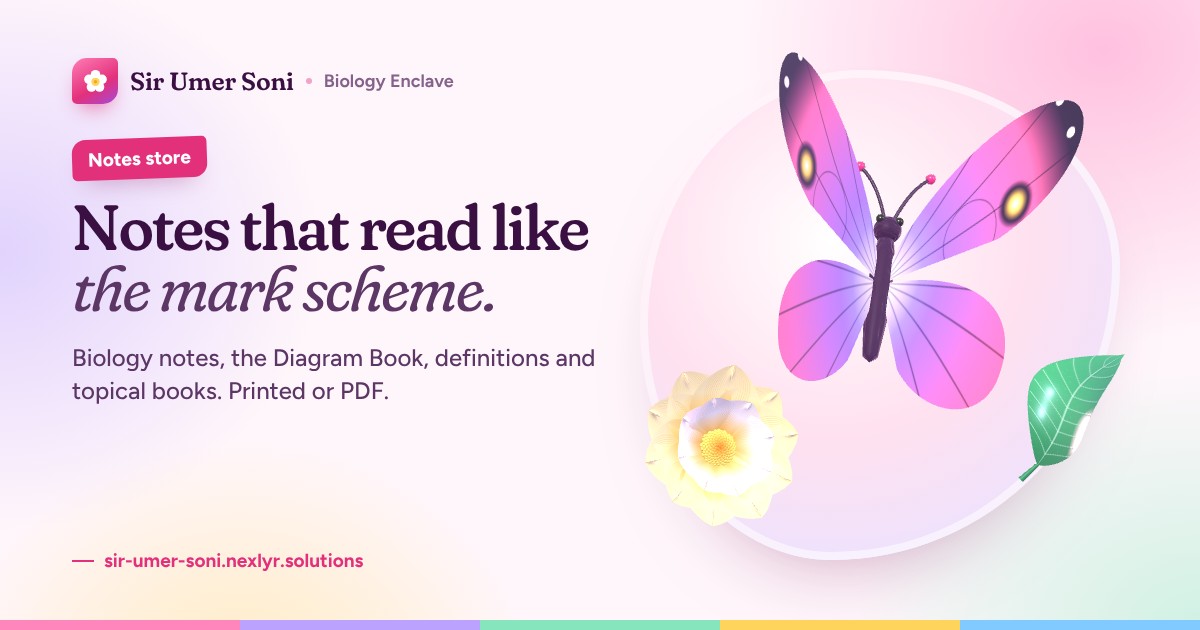 Sir Umer Soni • Biology Enclave
Notes store
Notes that read like
the mark scheme.
Biology notes, the Diagram Book, definitions and
topical books. Printed or PDF.
— sir-umer-soni.nexlyr.solutions